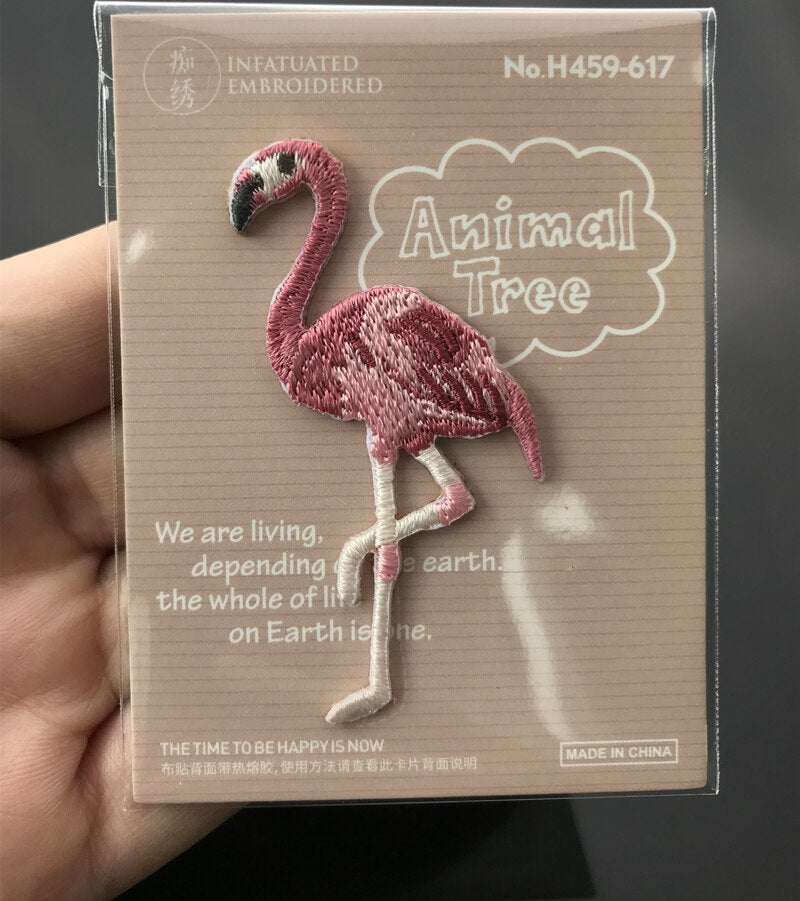 痴绣
INFATUATED
EMBROIDERED
No.H459-617
Animal
Tree
We are living,
depending earth.
the whole of
on Earth is
THE TIME TO BE HAPPY IS NOW
布贴背面带热熔胶,使用方法请查看此卡片背面说明
MADE IN CHINA